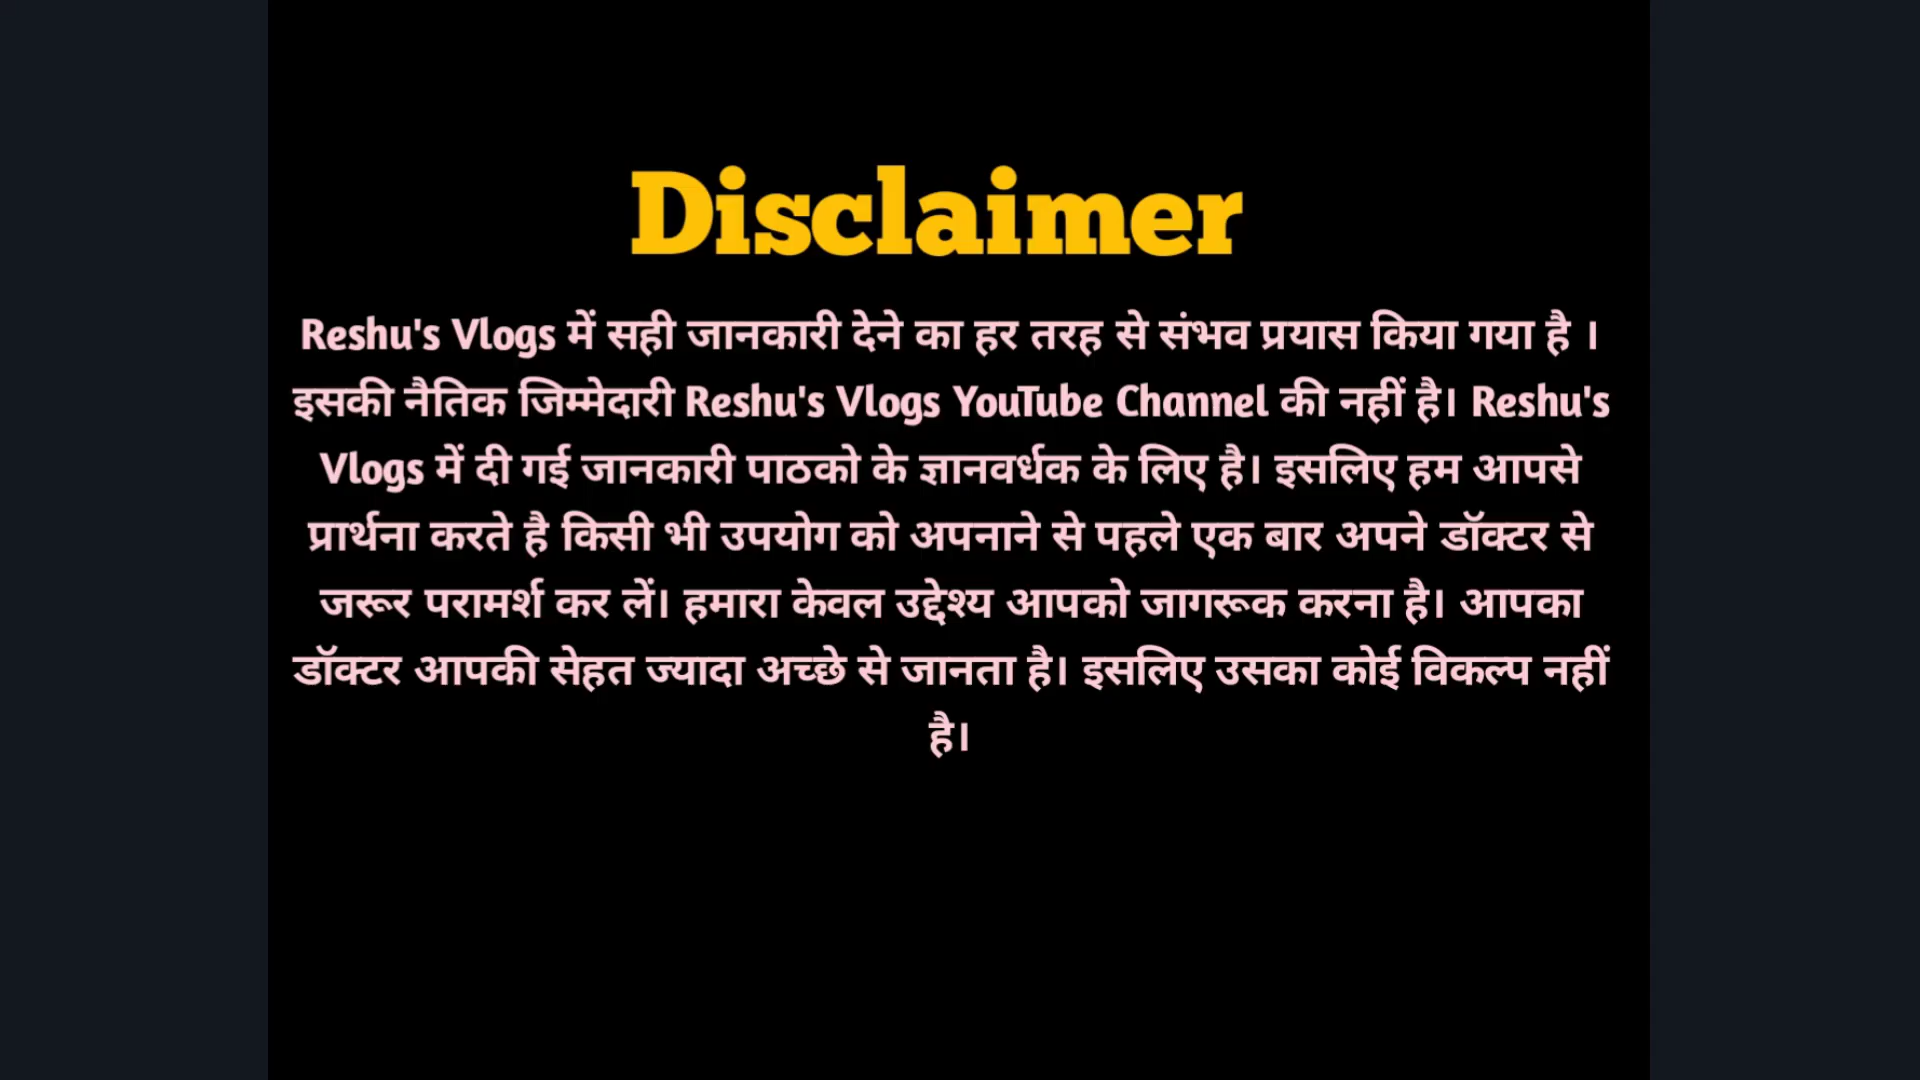 Disclaimer
Reshu's Vlogs में सही जानकारी देने का हर तरह से संभव प्रयास किया गया है ।
इसकी नैतिक जिम्मेदारी Reshu's Vlogs YouTube Channel की नहीं है। Reshu's
Vlogs में दी गई जानकारी पाठको के ज्ञानवर्धक के लिए है। इसलिए हम आपसे
प्रार्थना करते है किसी भी उपयोग को अपनाने से पहले एक बार अपने डॉक्टर से
जरूर परामर्श कर लें। हमारा केवल उद्देश्य आपको जागरूक करना है। आपका
डॉक्टर आपकी सेहत ज्यादा अच्छे से जानता है। इसलिए उसका कोई विकल्प नहीं
है।